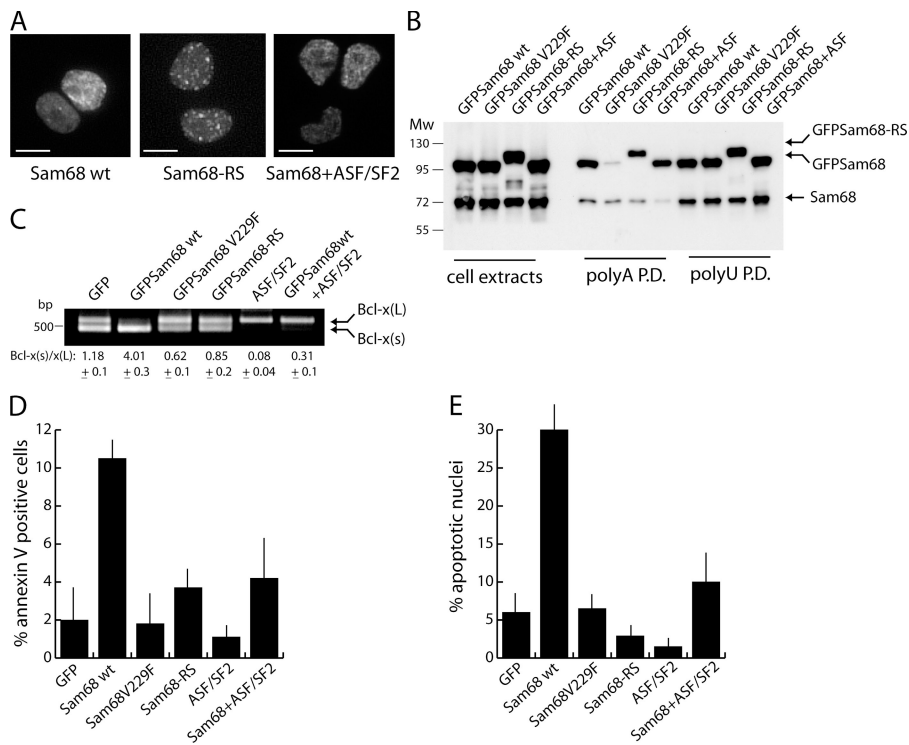 A
Sam68 wt
Sam68-RS
Sam68+ASF/SF2
B
GFPSam68 wt
GFPSam68 V229F
GFPSam68-RS
GFPSam68+ASF
GFPSam68 wt
GFPSam68 V229F
GFPSam68-RS
GFPSam68+ASF
GFPSam68 wt
GFPSam68 V229F
GFPSam68-RS
GFPSam68+ASF
Mw
130
95
72
55
GFPSam68-RS
GFPSam68
Sam68
cell extracts
polyA P.D.
polyU P.D.
C
GFP
GFPSam68 wt
GFPSam68 V229F
GFPSam68-RS
ASF/SF2
GFPSam68wt
+ASF/SF2
bp
500
Bcl-x(L)
Bcl-x(s)
Bcl-x(s)/x(L): 1.18 4.01 0.62 0.85 0.08 0.31
± 0.1 ± 0.3 ± 0.1 ± 0.2 ± 0.04 ± 0.1
D
% annexin V positive cells
12
10
8
6
4
2
0
GFP
Sam68 wt
Sam68V229F
Sam68-RS
ASF/SF2
Sam68+ASF/SF2
E
% apoptotic nuclei
30
25
20
15
10
5
0
GFP
Sam68 wt
Sam68V229F
Sam68-RS
ASF/SF2
Sam68+ASF/SF2